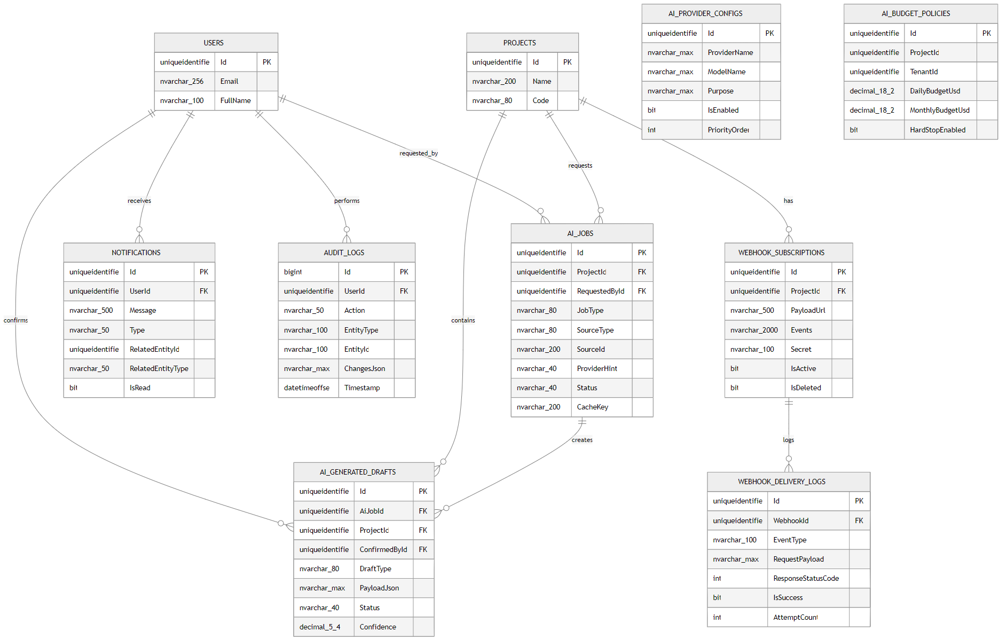 AI_PROVIDER_CONFIGS
uniqueidentifie Id PK
nvarchar_max ProviderName
nvarchar_max ModelName
nvarchar_max Purpose
bit IsEnabled
int PriorityOrder
AI_BUDGET_POLICIES
uniqueidentifie Id PK
uniqueidentifie ProjectId
uniqueidentifie TenantId
decimal_18_2 DailyBudgetUsd
decimal_18_2 MonthlyBudgetUsd
bit HardStopEnabled
USERS
uniqueidentifie Id PK
nvarchar_256 Email
nvarchar_100 FullName
PROJECTS
uniqueidentifie Id PK
nvarchar_200 Name
nvarchar_80 Code
requested_by
requests
receives
performs
has
NOTIFICATIONS
uniqueidentifie Id PK
uniqueidentifie UserId FK
nvarchar_500 Message
nvarchar_50 Type
uniqueidentifie RelatedEntityId
nvarchar_50 RelatedEntityType
bit IsRead
AUDIT_LOGS
bigint Id PK
uniqueidentifie UserId FK
nvarchar_50 Action
nvarchar_100 EntityType
nvarchar_100 EntityId
nvarchar_max ChangesJson
datetimeoffse Timestamp
AI_JOBS
uniqueidentifie Id PK
uniqueidentifie ProjectId FK
uniqueidentifie RequestedById FK
nvarchar_80 JobType
nvarchar_80 SourceType
nvarchar_200 SourceId
nvarchar_40 ProviderHint
nvarchar_40 Status
nvarchar_200 CacheKey
WEBHOOK_SUBSCRIPTIONS
uniqueidentifie Id PK
uniqueidentifie ProjectId FK
nvarchar_500 PayloadUrl
nvarchar_2000 Events
nvarchar_100 Secret
bit IsActive
bit IsDeleted
confirms
contains
creates
logs
AI_GENERATED_DRAFTS
uniqueidentifie Id PK
uniqueidentifie AiJobId FK
uniqueidentifie ProjectId FK
uniqueidentifie ConfirmedById FK
nvarchar_80 DraftType
nvarchar_max PayloadJson
nvarchar_40 Status
decimal_5_4 Confidence
WEBHOOK_DELIVERY_LOGS
uniqueidentifie Id PK
uniqueidentifie WebhookId FK
nvarchar_100 EventType
nvarchar_max RequestPayload
int ResponseStatusCode
bit IsSuccess
int AttemptCount